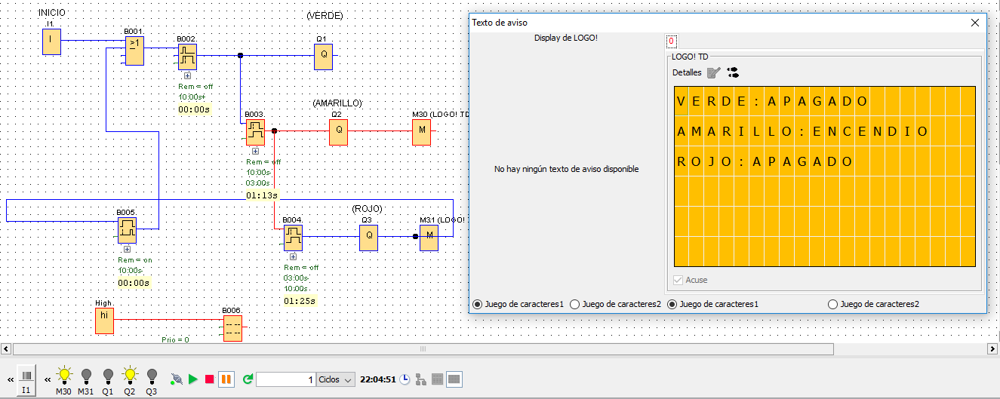 INICIO
I1
I
B001
≥1
B002
Rem = off
10:00s+
00:00s
(VERDE)
Q1
Q
(AMARILLO)
B003
Rem = off
10:00s-
03:00s
01:13s
Q2
Q
M30 (LOGO! TD
M
(ROJO)
B004
Rem = off
03:00s-
10:00s
01:25s
Q3
Q
M31 (LOGO! T
M
B005
Rem = on
10:00s-
00:00s
High
hi
B006
Prio = 0
Texto de aviso
Display de LOGO!
No hay ningún texto de aviso disponible
0
LOGO! TD
Detalles
VERDE:APAGADO
AMARILLO:ENCENDIO
ROJO:APAGADO
Acuse
Juego de caracteres1
Juego de caracteres2
Juego de caracteres1
Juego de caracteres2
« I1 « M30 M31 Q1 Q2 Q3
1 Ciclos 22:04:51